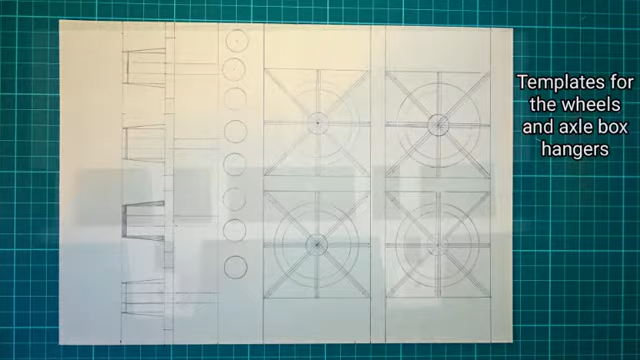 Templates for
the wheels
and axle box
hangers